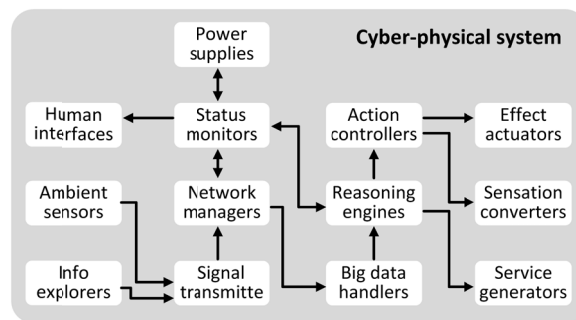 Cyber-physical system
Power
supplies
Human
interfaces
Status
monitors
Action
controllers
Effect
actuators
Ambient
sensors
Network
managers
Reasoning
engines
Sensation
converters
Info
explorers
Signal
transmitte
Big data
handlers
Service
generators